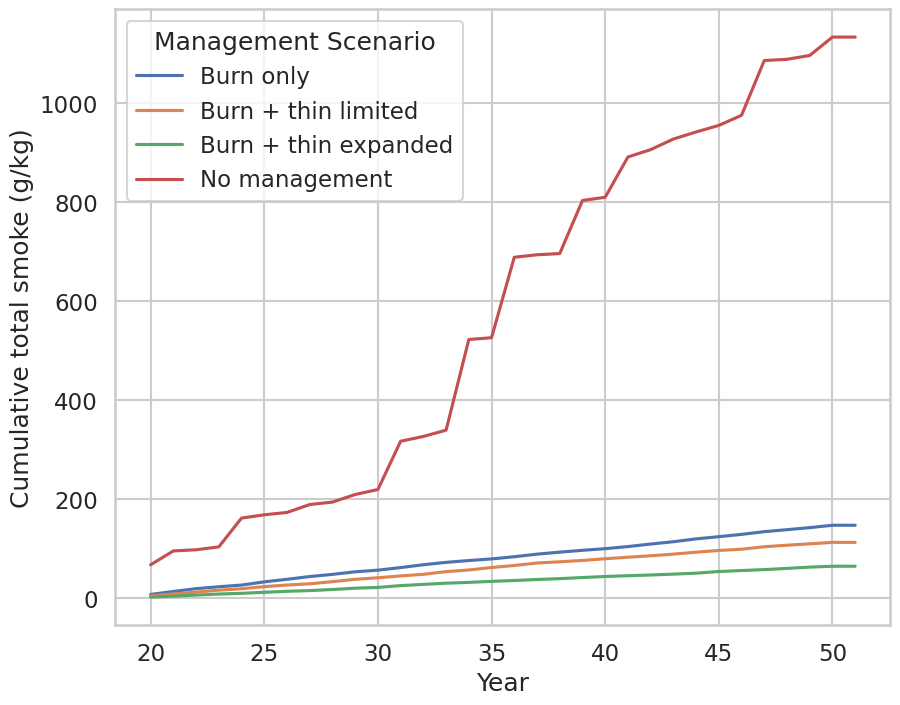 Management Scenario
Burn only
Burn + thin limited
Burn + thin expanded
No management
Cumulative total smoke (g/kg)
1000
800
600
400
200
0
20 25 30 35 40 45 50
Year